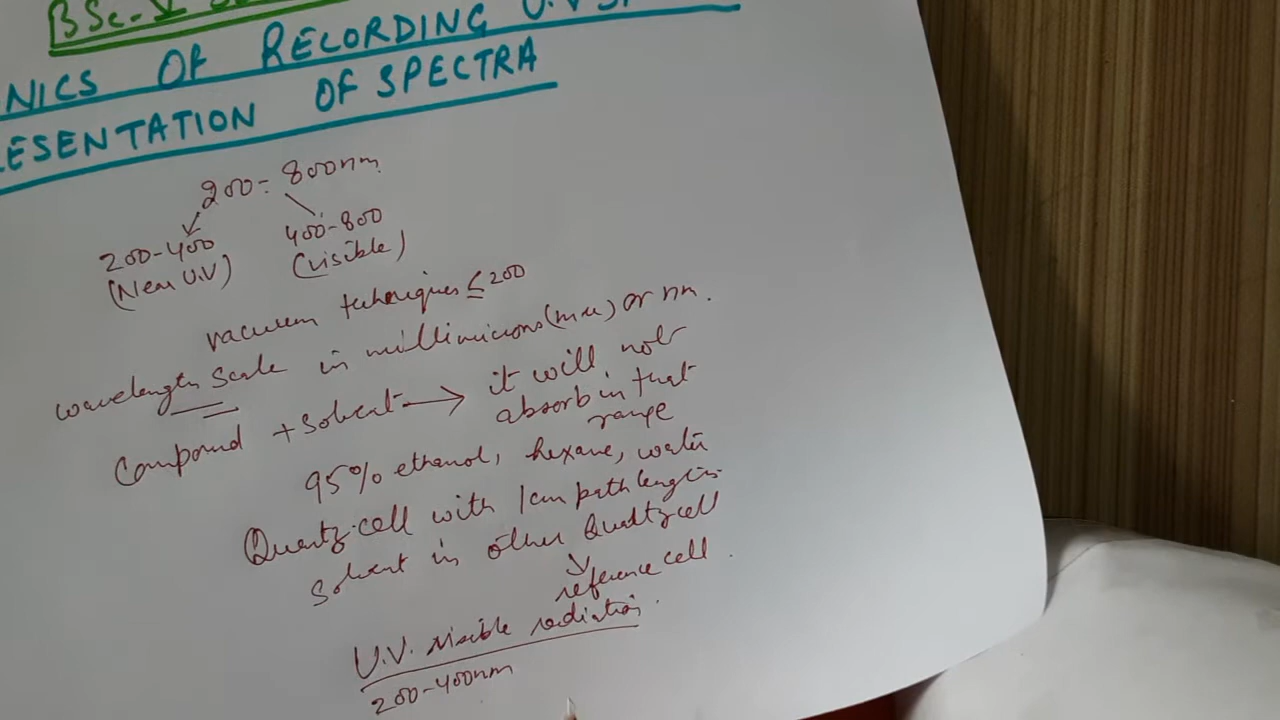 BSc-V
NICS OF RECORDING U.V SP
ESENTATION OF SPECTRA
200-800nm
200-400 400-800
(Near U.V) (visible)
vacuum techniques ≤200
wavelength scale in millimicrons(mµ) or nm.
Compound + solvent → it will not
absorb in that
range
95% ethanol, hexane, water
Quartz cell with 1cm path length
Solvent in other Quartz cell
reference cell.
U.V. visible radiation.
200-400nm